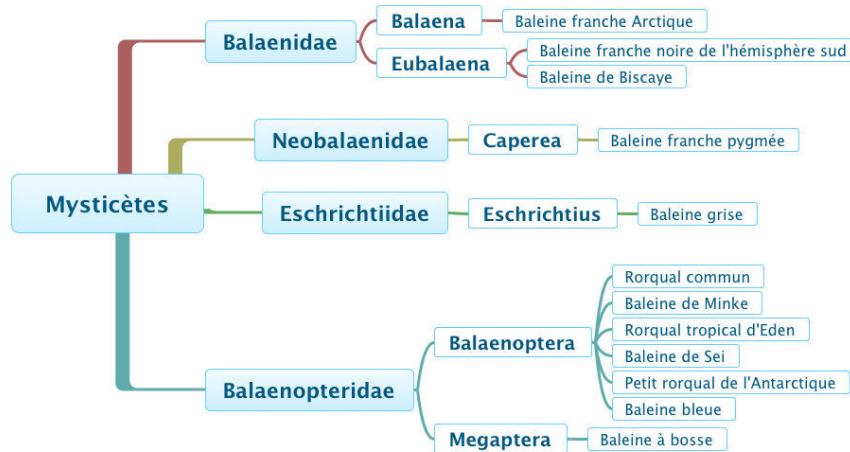 Mysticètes
Balaenidae
Balaena
Baleine franche Arctique
Eubalaena
Baleine franche noire de l'hémisphère sud
Baleine de Biscaye
Neobalaenidae
Caperea
Baleine franche pygmée
Eschrichtiidae
Eschrichtius
Baleine grise
Balaenopteridae
Balaenoptera
Rorqual commun
Baleine de Minke
Rorqual tropical d'Eden
Baleine de Sei
Petit rorqual de l'Antarctique
Baleine bleue
Megaptera
Baleine à bosse